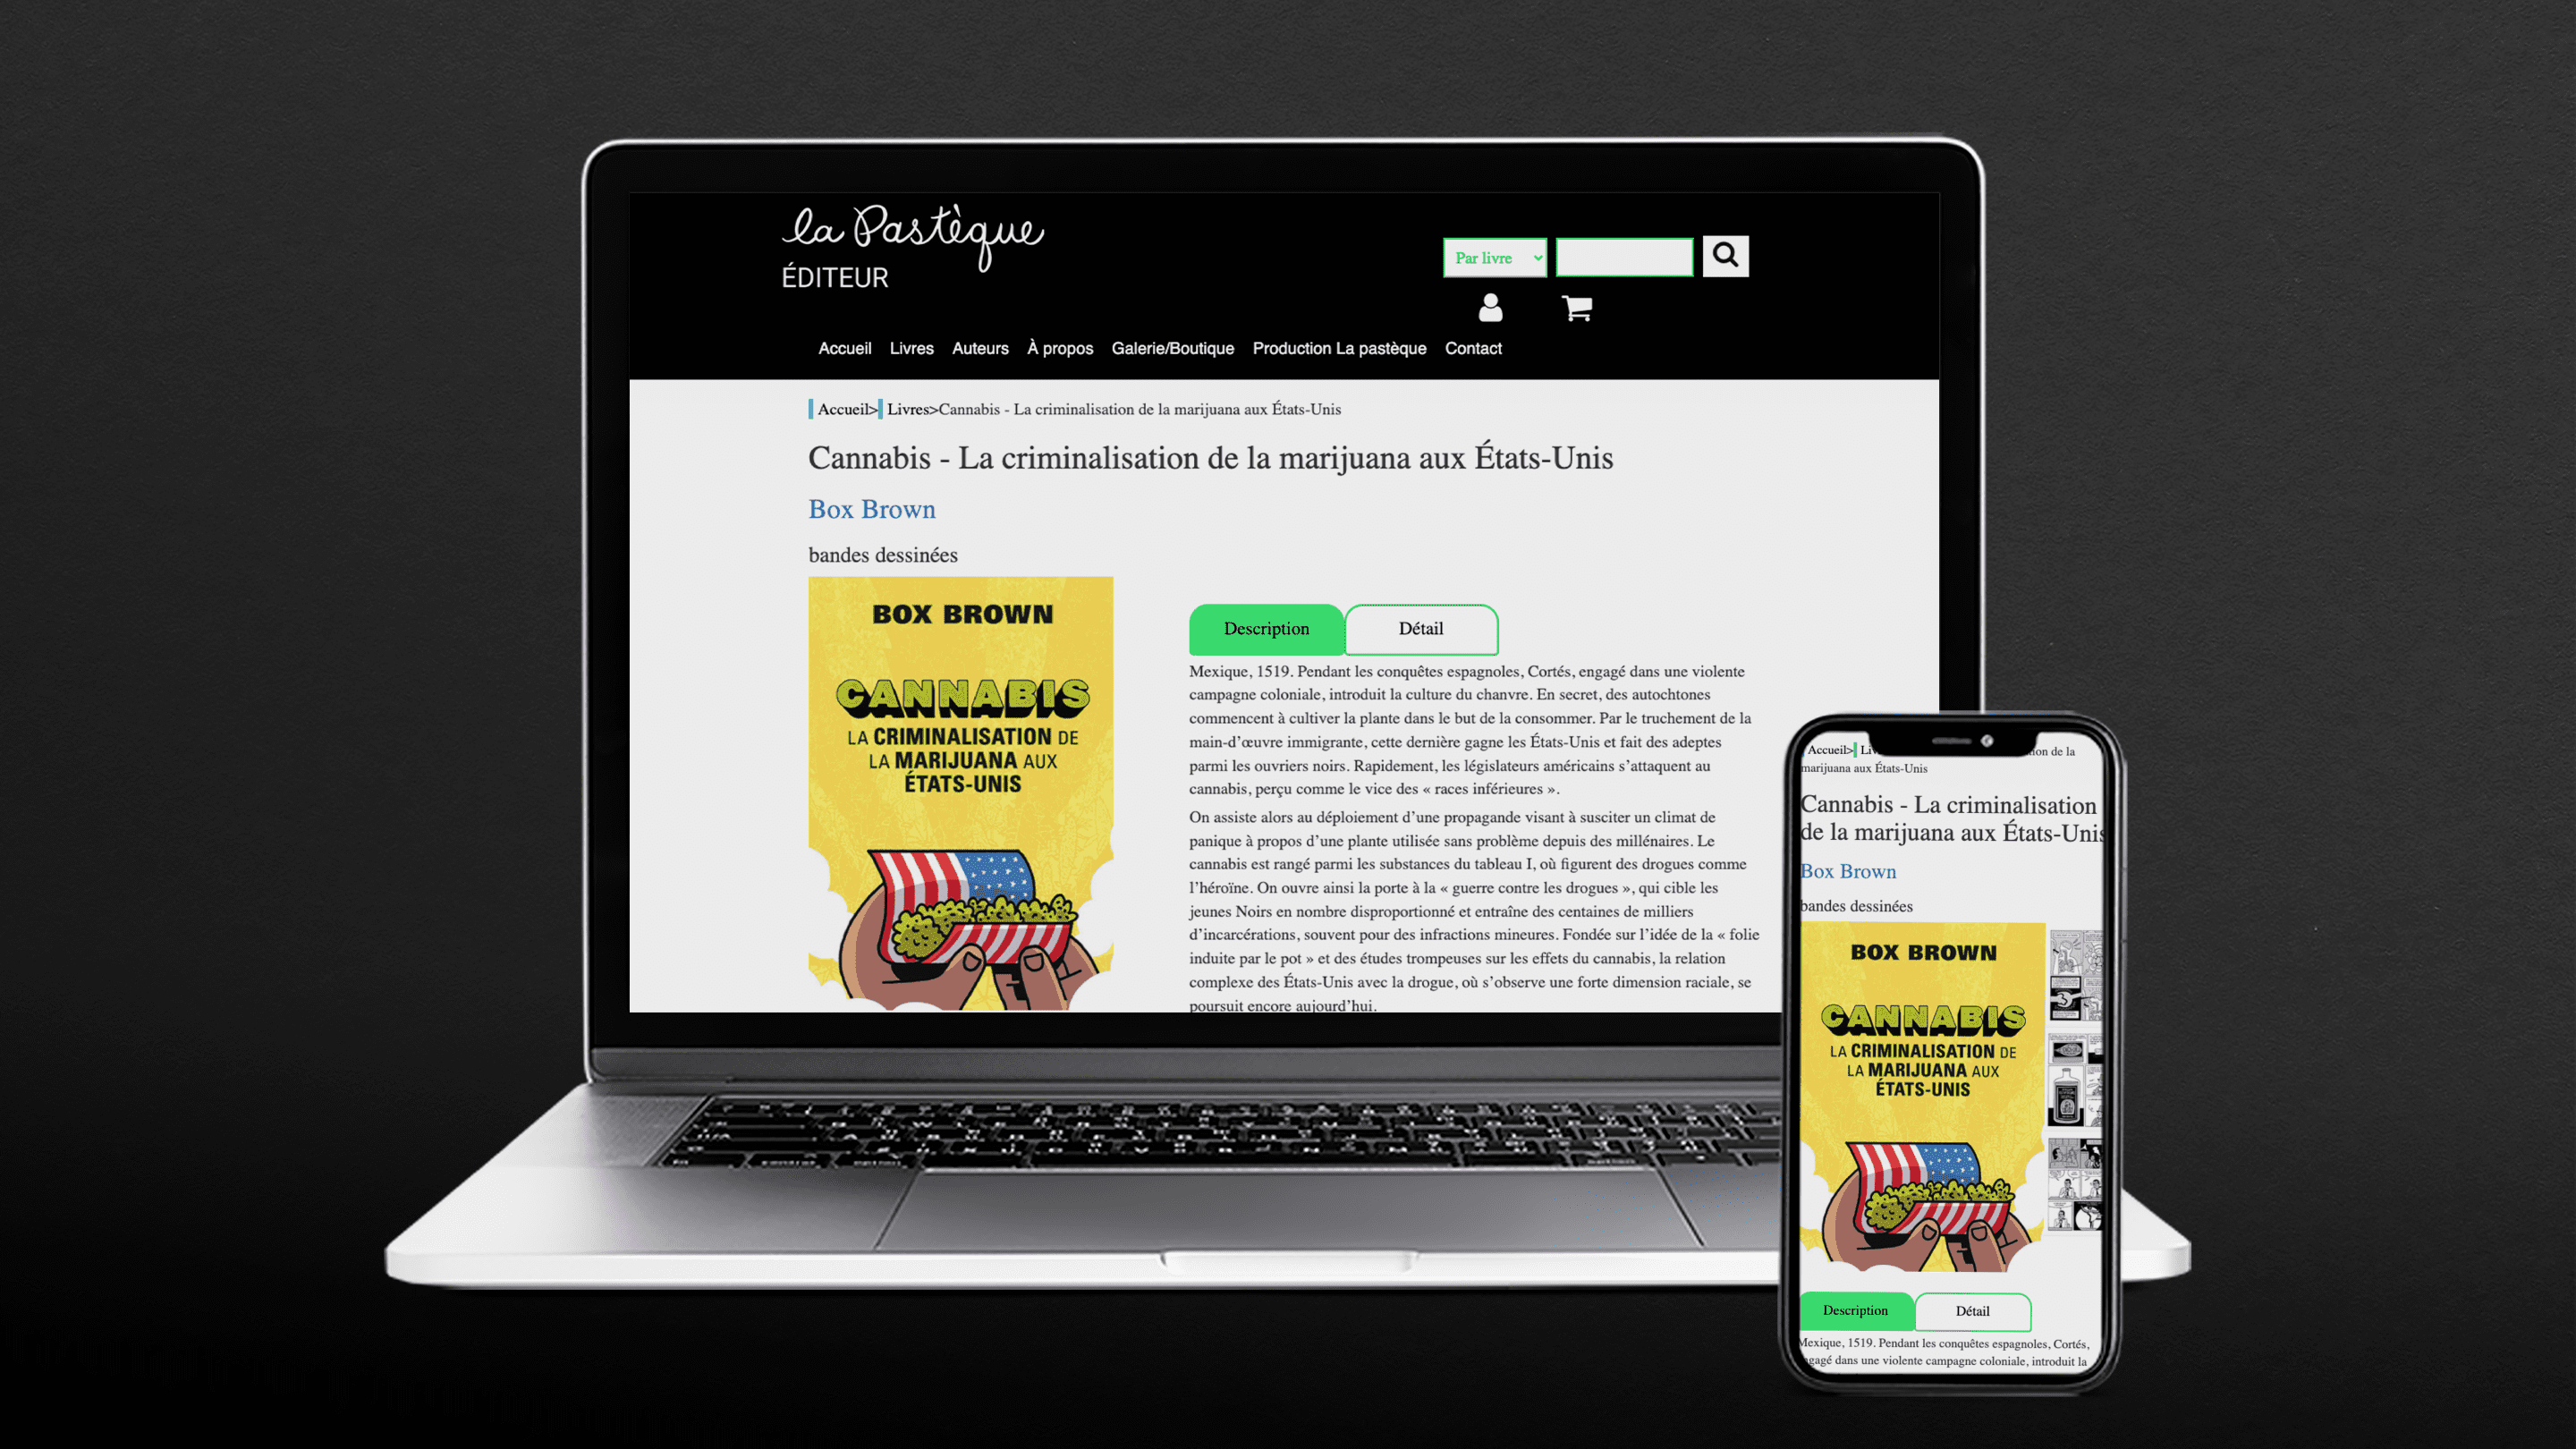 la Pastèque
ÉDITEUR
Par livre
Accueil Livres Auteurs À propos Galerie/Boutique Production La pastèque Contact
Accueil> Livres>Cannabis - La criminalisation de la marijuana aux États-Unis
Cannabis - La criminalisation de la marijuana aux États-Unis
Box Brown
bandes dessinées
BOX BROWN
CANNABIS
LA CRIMINALISATION DE
LA MARIJUANA AUX
ÉTATS-UNIS
Description Détail
Mexique, 1519. Pendant les conquêtes espagnoles, Cortés, engagé dans une violente
campagne coloniale, introduit la culture du chanvre. En secret, des autochtones
commencent à cultiver la plante dans le but de la consommer. Par le truchement de la
main-d’œuvre immigrante, cette dernière gagne les États-Unis et fait des adeptes
parmi les ouvriers noirs. Rapidement, les législateurs américains s’attaquent au
cannabis, perçu comme le vice des « races inférieures ».
On assiste alors au déploiement d’une propagande visant à susciter un climat de
panique à propos d’une plante utilisée sans problème depuis des millénaires. Le
cannabis est rangé parmi les substances du tableau I, où figurent des drogues comme
l’héroïne. On ouvre ainsi la porte à la « guerre contre les drogues », qui cible les
jeunes Noirs en nombre disproportionné et entraîne des centaines de milliers
d’incarcérations, souvent pour des infractions mineures. Fondée sur l’idée de la « folie
induite par le pot » et des études trompeuses sur les effets du cannabis, la relation
complexe des États-Unis avec la drogue, où s’observe une forte dimension raciale, se
poursuit encore aujourd’hui.
Accueil> de la
marijuana aux États-Unis
Cannabis - La criminalisation
de la marijuana aux États-Unis
Box Brown
bandes dessinées
BOX BROWN
CANNABIS
LA CRIMINALISATION DE
LA MARIJUANA AUX
ÉTATS-UNIS
Description Détail
Mexique, 1519. Pendant les conquêtes espagnoles, Cortés,
engagé dans une violente campagne coloniale, introduit la